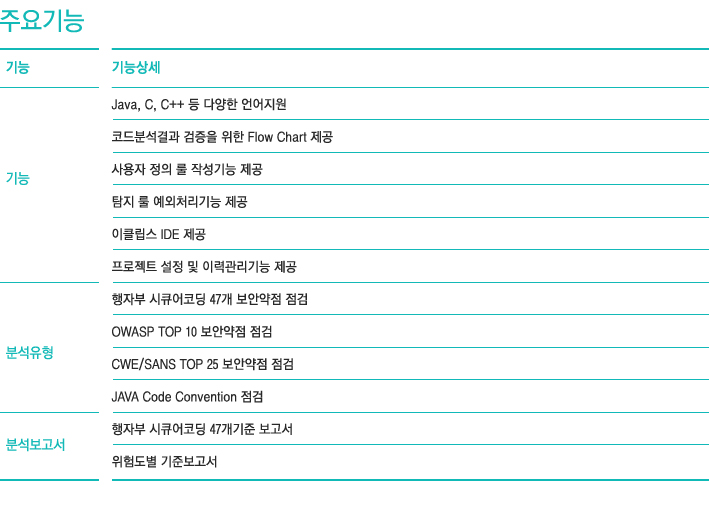 주요기능
기능
기능상세
기능
Java, C, C++ 등 다양한 언어지원
코드분석결과 검증을 위한 Flow Chart 제공
사용자 정의 룰 작성기능 제공
탐지 룰 예외처리기능 제공
이클립스 IDE 제공
프로젝트 설정 및 이력관리기능 제공
분석유형
행자부 시큐어코딩 47개 보안약점 점검
OWASP TOP 10 보안약점 점검
CWE/SANS TOP 25 보안약점 점검
JAVA Code Convention 점검
분석보고서
행자부 시큐어코딩 47개기준 보고서
위험도별 기준보고서